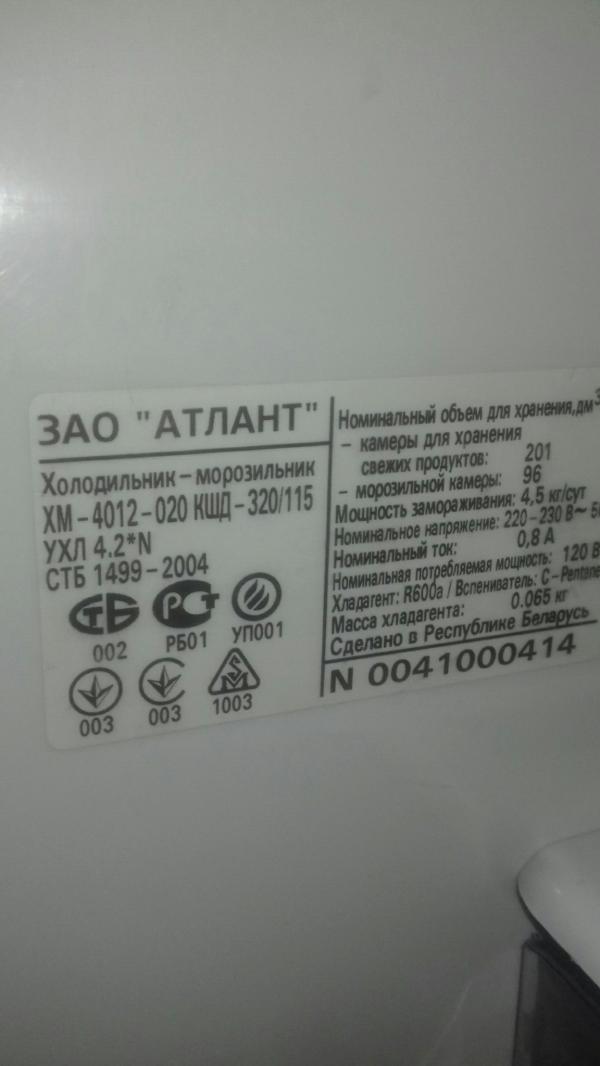 ЗАО "АТЛАНТ"
Холодильник-морозильник
ХМ-4012-020 КШД-320/115
УХЛ 4.2*N
СТБ 1499-2004
СТБ
РСТ
002
РБ01
УП001
003
003
1003
Номинальный объем для хранения, дм³
- камеры для хранения
свежих продуктов: 201
- морозильной камеры: 96
Мощность замораживания: 4,5 кг/сут
Номинальное напряжение: 220-230 В~
Номинальный ток: 0,8 А
Номинальная потребляемая мощность: 120 В
Хладагент: R600a / Вспениватель: C-Pentane
Масса хладагента: 0.065 кг
Сделано в Республике Беларусь
N 0041000414